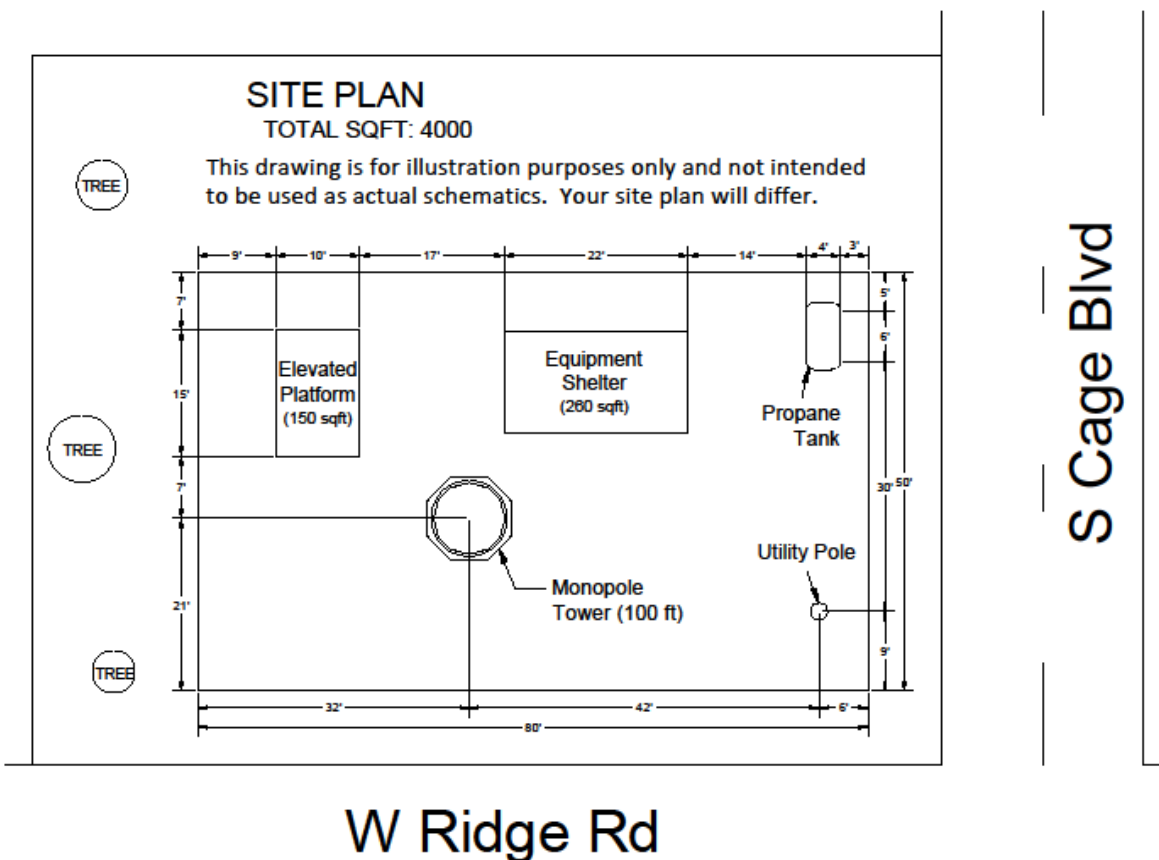 SITE PLAN
TOTAL SQFT: 4000
This drawing is for illustration purposes only and not intended
to be used as actual schematics.  Your site plan will differ.
TREE
9'
10'
17'
22'
14'
4'
3'
7'
5'
6'
Elevated
Platform
(150 sqft)
Equipment
Shelter
(260 sqft)
15'
Propane
Tank
TREE
7'
30'
50'
S Cage Blvd
Utility Pole
Monopole
Tower (100 ft)
21'
TREE
9'
32'
42'
6'
80'
W Ridge Rd